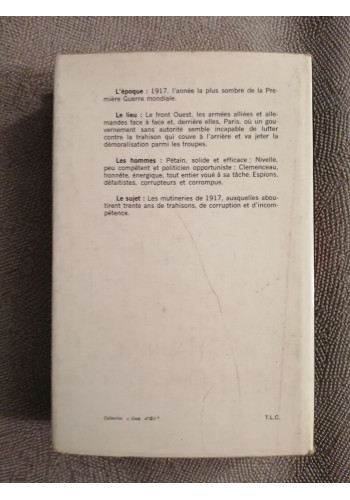 L'époque : 1917, l'année la plus sombre de la Pre-
mière Guerre mondiale.
Le lieu : Le front Ouest, les armées alliées et alle-
mandes face à face et, derrière elles, Paris, où un gou-
vernement sans autorité semble incapable de lutter
contre la trahison qui couve à l'arrière et va jeter la
démoralisation parmi les troupes.
Les hommes : Pétain, solide et efficace ; Nivelle,
peu compétent et politicien opportuniste ; Clemenceau,
honnête, énergique, tout entier voué à sa tâche. Espions,
défaitistes, corrupteurs et corrompus.
Le sujet : Les mutineries de 1917, auxquelles abou-
tirent trente ans de trahisons, de corruption et d'incom-
pétence.
Collection « Coup d'œil » T.L.C.